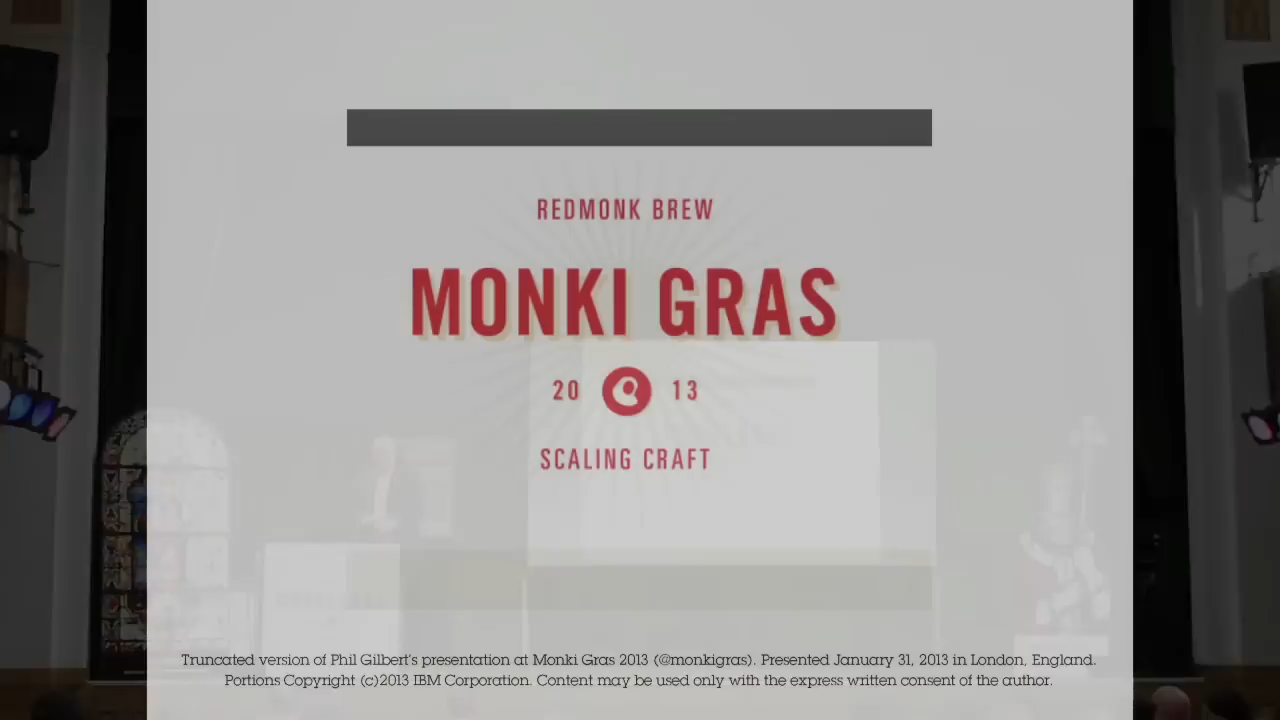 REDMONK BREW
MONKI GRAS
20 13
SCALING CRAFT
Truncated version of Phil Gilbert's presentation at Monki Gras 2013 (@monkigras). Presented January 31, 2013 in London, England.
Portions Copyright (c)2013 IBM Corporation. Content may be used only with the express written consent of the author.